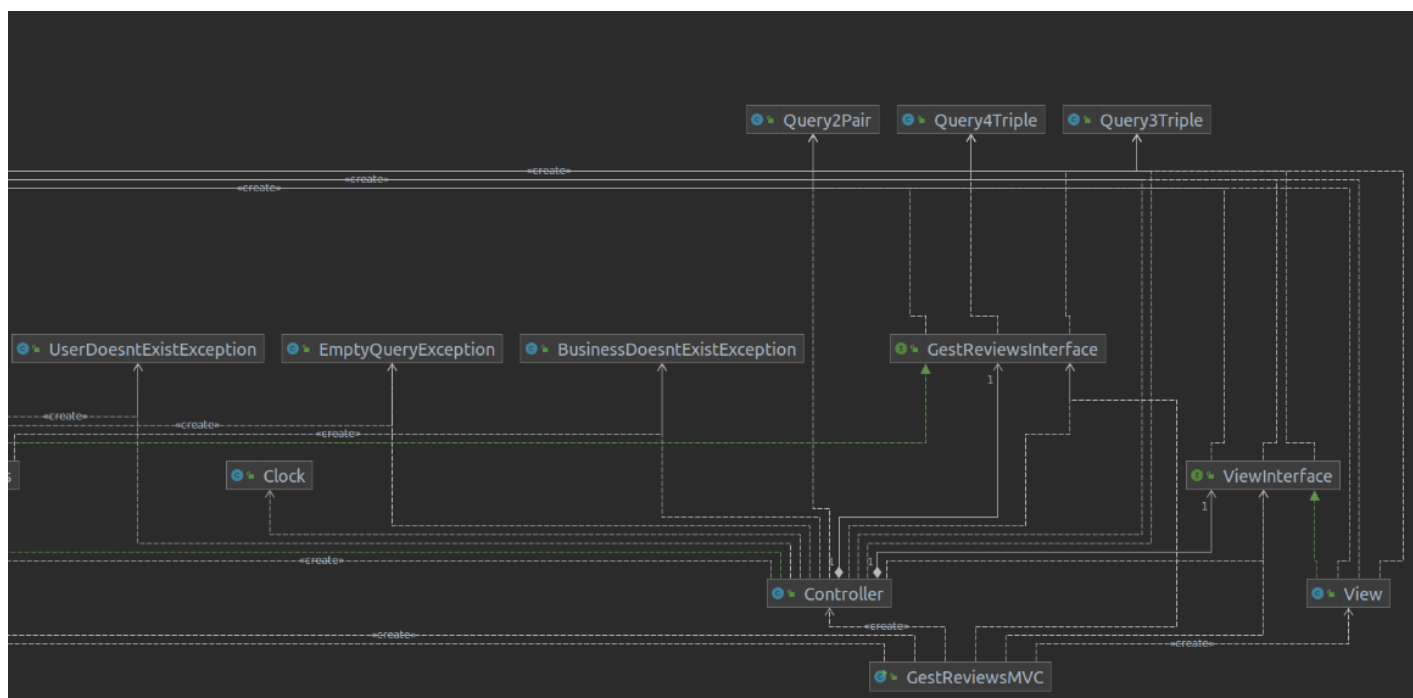 Query2Pair
Query4Triple
Query3Triple
«create»
«create»
«create»
UserDoesntExistException
EmptyQueryException
BusinessDoesntExistException
GestReviewsInterface
1
«create»
«create»
«create»
s
Clock
ViewInterface
1
«create»
1
1
Controller
View
«create»
«create»
«create»
GestReviewsMVC